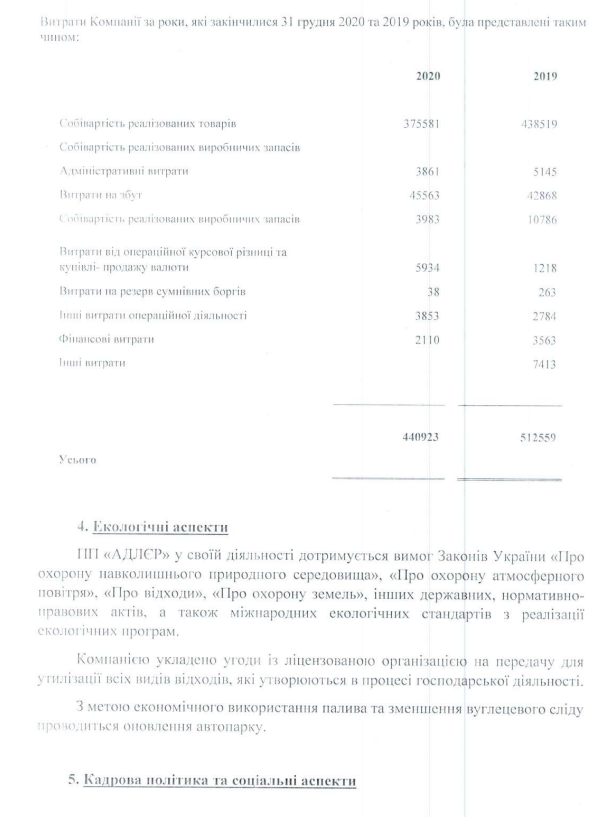 Витрати Компанії за роки, які закінчилися 31 грудня 2020 та 2019 років, була представлені таким
чином:
2020 2019
Собівартість реалізованих товарів 375581 438519
Собівартість реалізованих виробничих запасів
Адміністративні витрати 3861 5145
Витрати на збут 45563 42868
Собівартість реалізованих виробничих запасів 3983 10786
Витрати від операційної курсової різниці та
купівлі- продажу валюти 5934 1218
Витрати на резерв сумнівних боргів 38 263
Інші витрати операційної діяльності 3853 2784
Фінансові витрати 2110 3563
Інші витрати 7413
440923 512559
Усього
4. Екологічні аспекти
ПП «АДЛЄР» у своїй діяльності дотримується вимог Законів України «Про
охорону навколишнього природного середовища», «Про охорону атмосферного
повітря», «Про відходи», «Про охорону земель», інших державних, нормативно-
правових актів, а також міжнародних екологічних стандартів з реалізації
екологічних програм.
Компанією укладено угоди із ліцензованою організацією на передачу для
утилізації всіх видів відходів, які утворюються в процесі господарської діяльності.
З метою економічного використання палива та зменшення вуглецевого сліду
проводиться оновлення автопарку.
5. Кадрова політика та соціальні аспекти